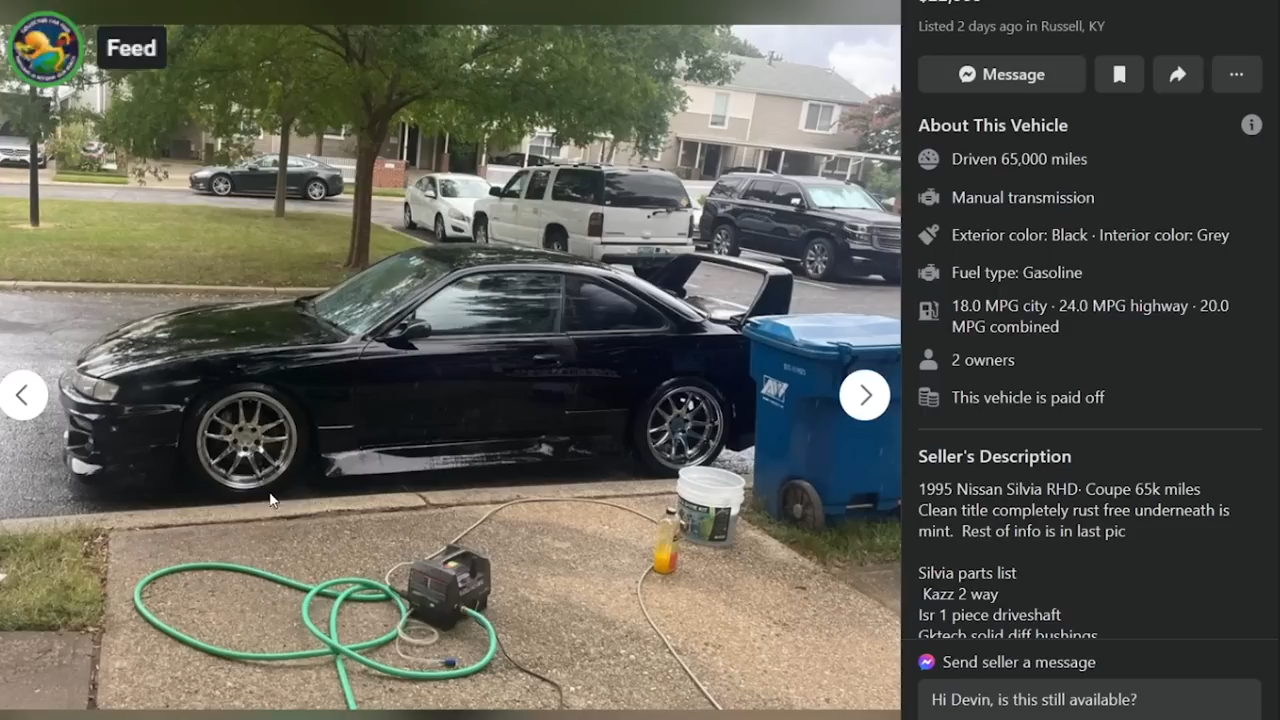 Feed
Listed 2 days ago in Russell, KY
Message
About This Vehicle
Driven 65,000 miles
Manual transmission
Exterior color: Black · Interior color: Grey
Fuel type: Gasoline
18.0 MPG city · 24.0 MPG highway · 20.0
MPG combined
2 owners
This vehicle is paid off
Seller's Description
1995 Nissan Silvia RHD· Coupe 65k miles
Clean title completely rust free underneath is
mint. Rest of info is in last pic
Silvia parts list
Kazz 2 way
Isr 1 piece driveshaft
Gktech solid diff bushings
Send seller a message
Hi Devin, is this still available?